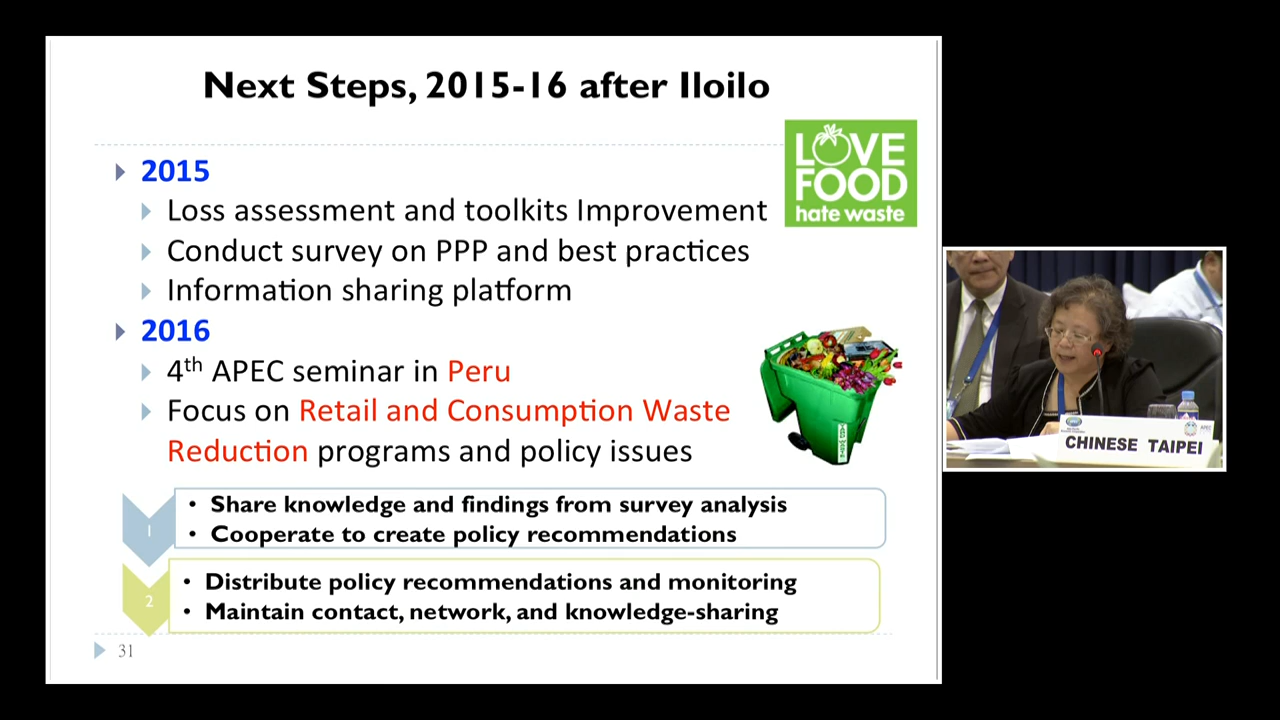 Next Steps, 2015-16 after Iloilo
LOVE
FOOD
hate waste
2015
Loss assessment and toolkits Improvement
Conduct survey on PPP and best practices
Information sharing platform
2016
4th APEC seminar in Peru
Focus on Retail and Consumption Waste
Reduction programs and policy issues
1
• Share knowledge and findings from survey analysis
• Cooperate to create policy recommendations
2
• Distribute policy recommendations and monitoring
• Maintain contact, network, and knowledge-sharing
31
APEC
CHINESE TAIPEI